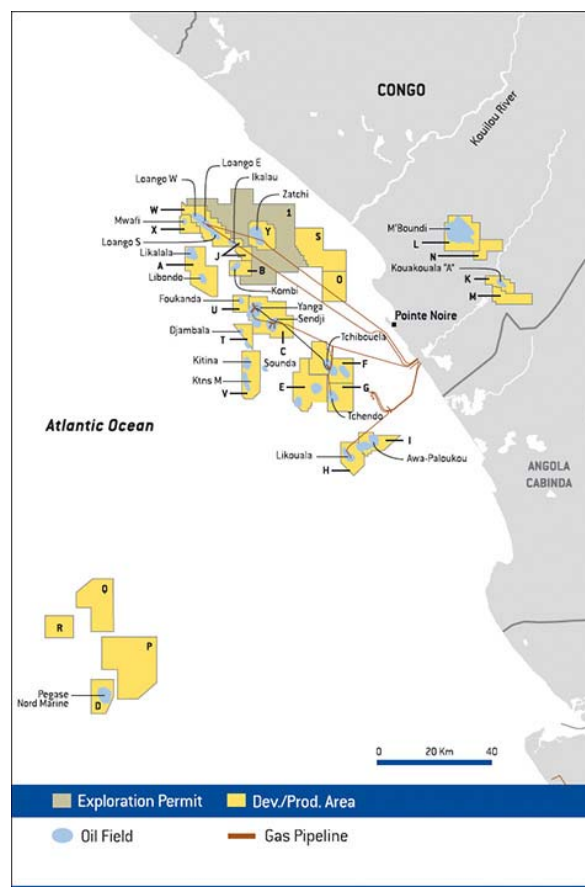 CONGO
Kouilou River
Loango E
Loango W
Ikalau
Zatchi
W
Mwafi
X
1
Y
S
M'Boundi
L
Loango S
J
N
Likalala
A
B
O
Kouakouala "A"
K
Libondo
Kombi
M
Foukanda
U
Yanga
Sendji
Pointe Noire
Djambala
T
C
Tchibouela
Kitina
Sounda
F
Ktns M
E
G
V
Tchendo
Atlantic Ocean
I
Likouala
Awa-Paloukou
H
ANGOLA
CABINDA
Q
R
P
Pegase
Nord Marine
D
0 20 Km 40
Exploration Permit Dev./Prod. Area
Oil Field Gas Pipeline